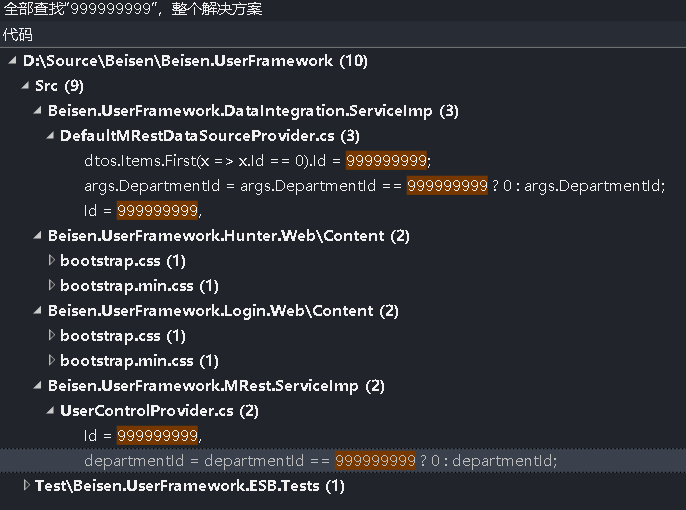 全部查找“999999999”，整个解决方案
代码
D:\Source\Beisen\Beisen.UserFramework (10)
Src (9)
Beisen.UserFramework.DataIntegration.ServiceImp (3)
DefaultMRestDataSourceProvider.cs (3)
dtos.Items.First(x => x.Id == 0).Id = 999999999;
args.DepartmentId = args.DepartmentId == 999999999 ? 0 : args.DepartmentId;
Id = 999999999,
Beisen.UserFramework.Hunter.Web\Content (2)
bootstrap.css (1)
bootstrap.min.css (1)
Beisen.UserFramework.Login.Web\Content (2)
bootstrap.css (1)
bootstrap.min.css (1)
Beisen.UserFramework.MRest.ServiceImp (2)
UserControlProvider.cs (2)
Id = 999999999,
departmentId = departmentId == 999999999 ? 0 : departmentId;
Test\Beisen.UserFramework.ESB.Tests (1)